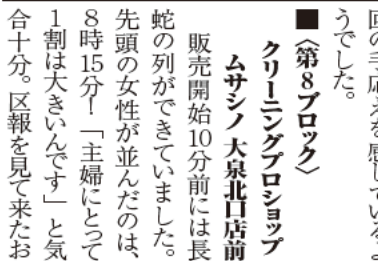 回の手応えを感じているよ
うでした。
■〈第8ブロック〉
クリーニングプロショップ
ムサシノ 大泉北口店前
販売開始10分前には長
蛇の列ができていました。
先頭の女性が並んだのは、
8時15分!「主婦にとって
1割は大きいんです」と気
合十分。区報を見て来たお